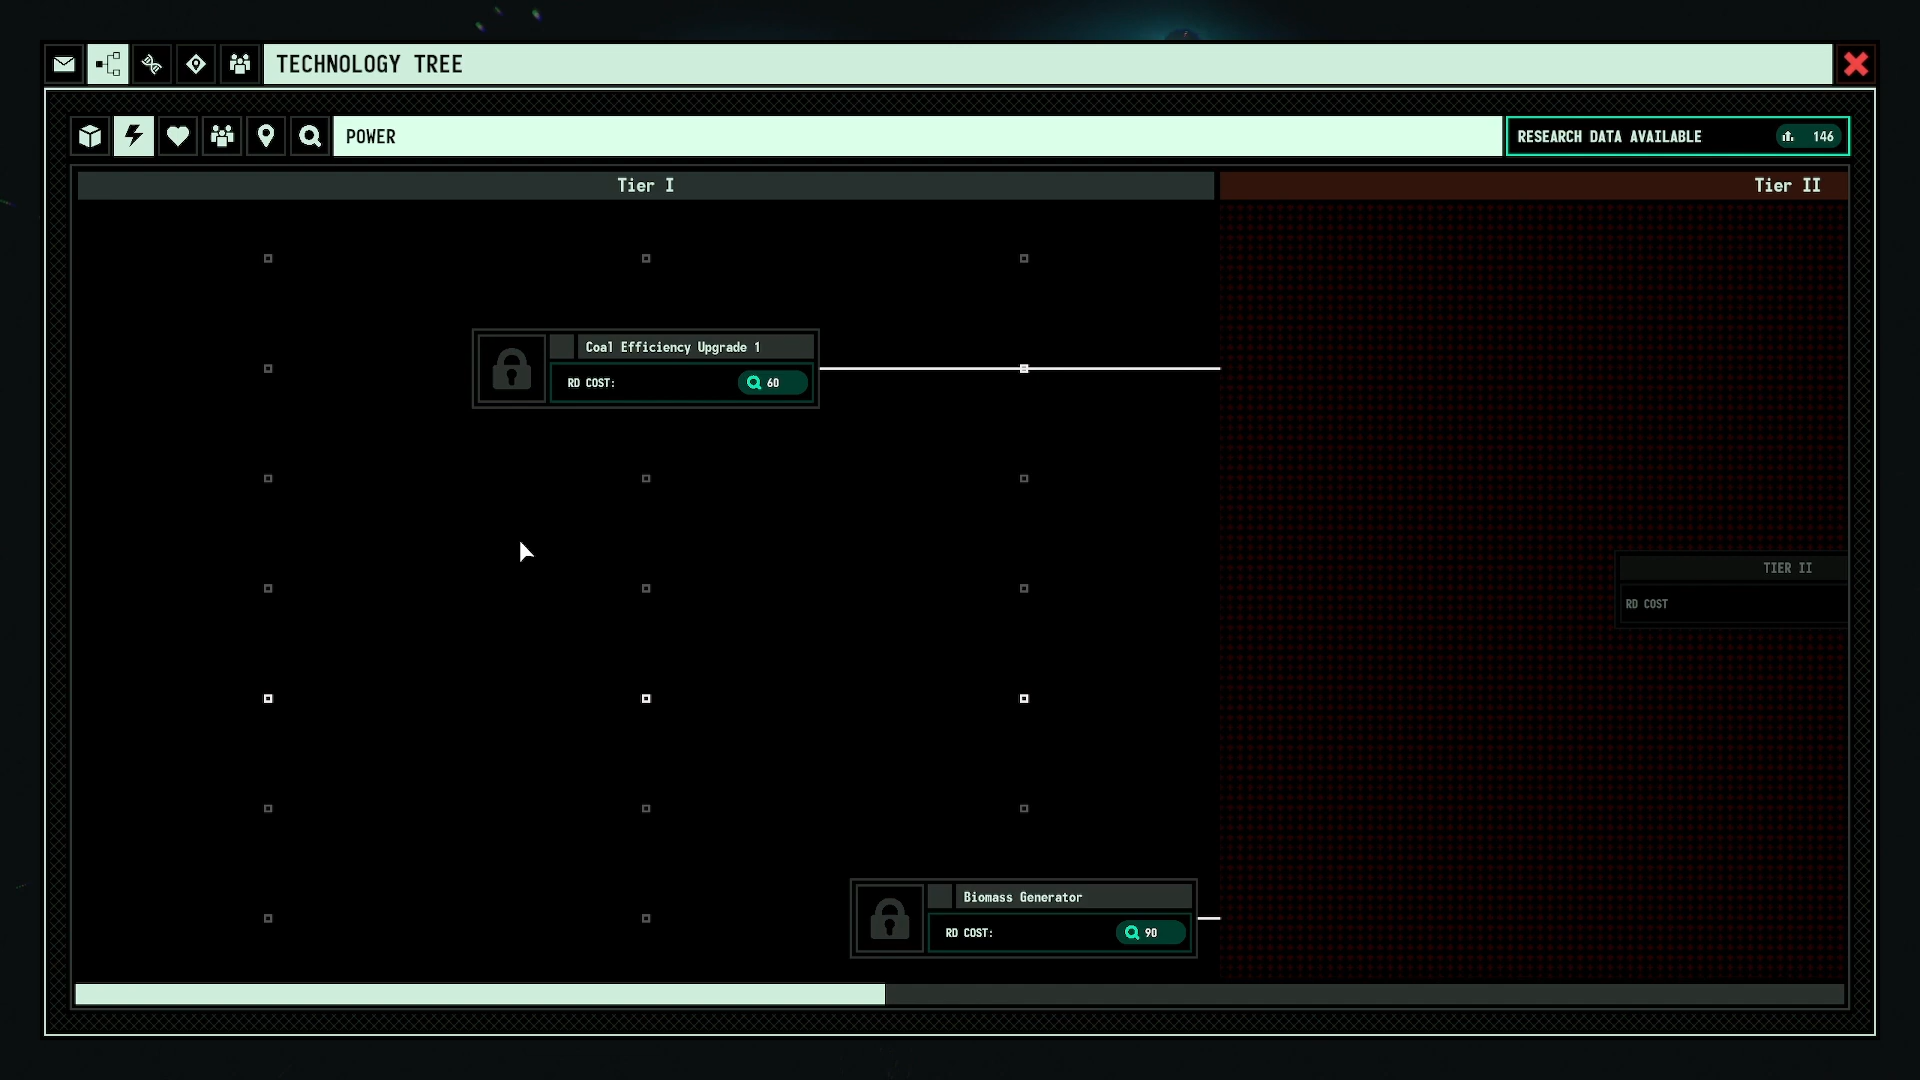 TECHNOLOGY TREE
POWER
RESEARCH DATA AVAILABLE 146
Tier I
Tier II
Coal Efficiency Upgrade 1
RD COST: 60
TIER II
RD COST
Biomass Generator
RD COST: 90